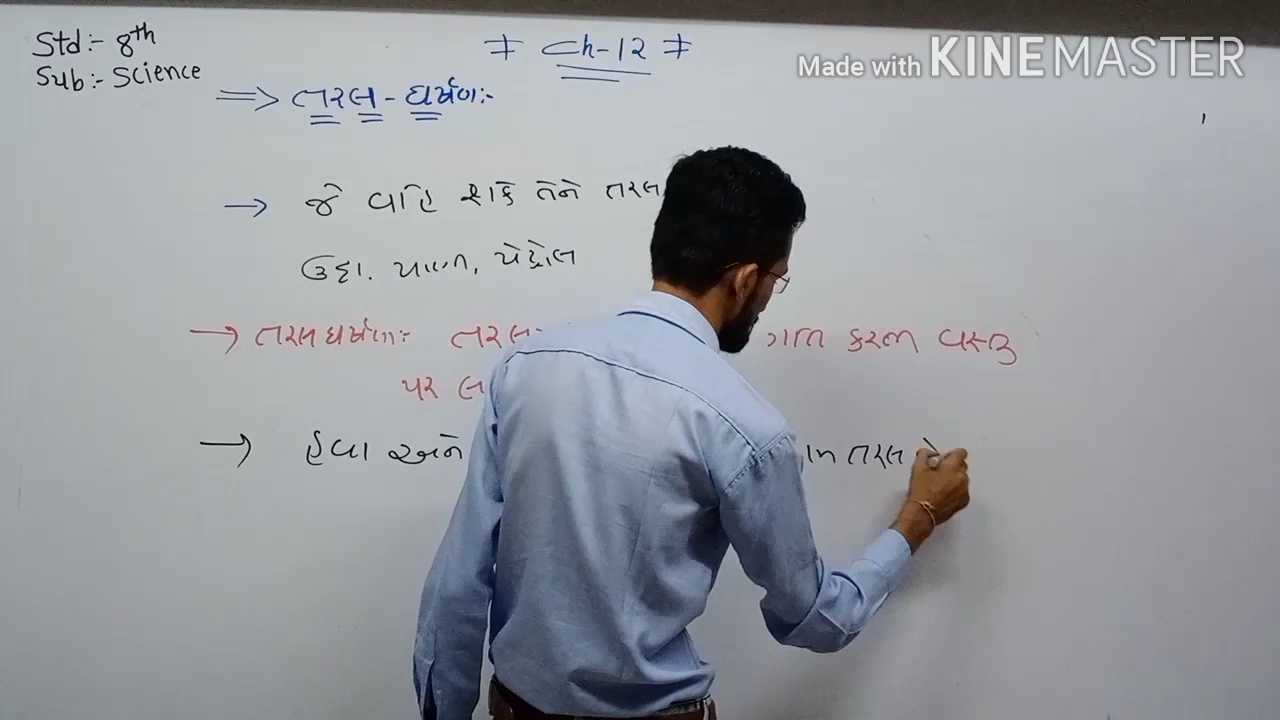 Std:- 8th
Sub:- Science
Ch-12
Made with KINEMASTER
⇒ તરલ-ઘર્ષણ:-
→ જે વહિ શકે તેને તરલ
ઉદા. પાણી, પેટ્રોલ
→ તરલઘર્ષણ: તરલ ગતિ કરતી વસ્તુ
પર
→ હવા અને તરલ